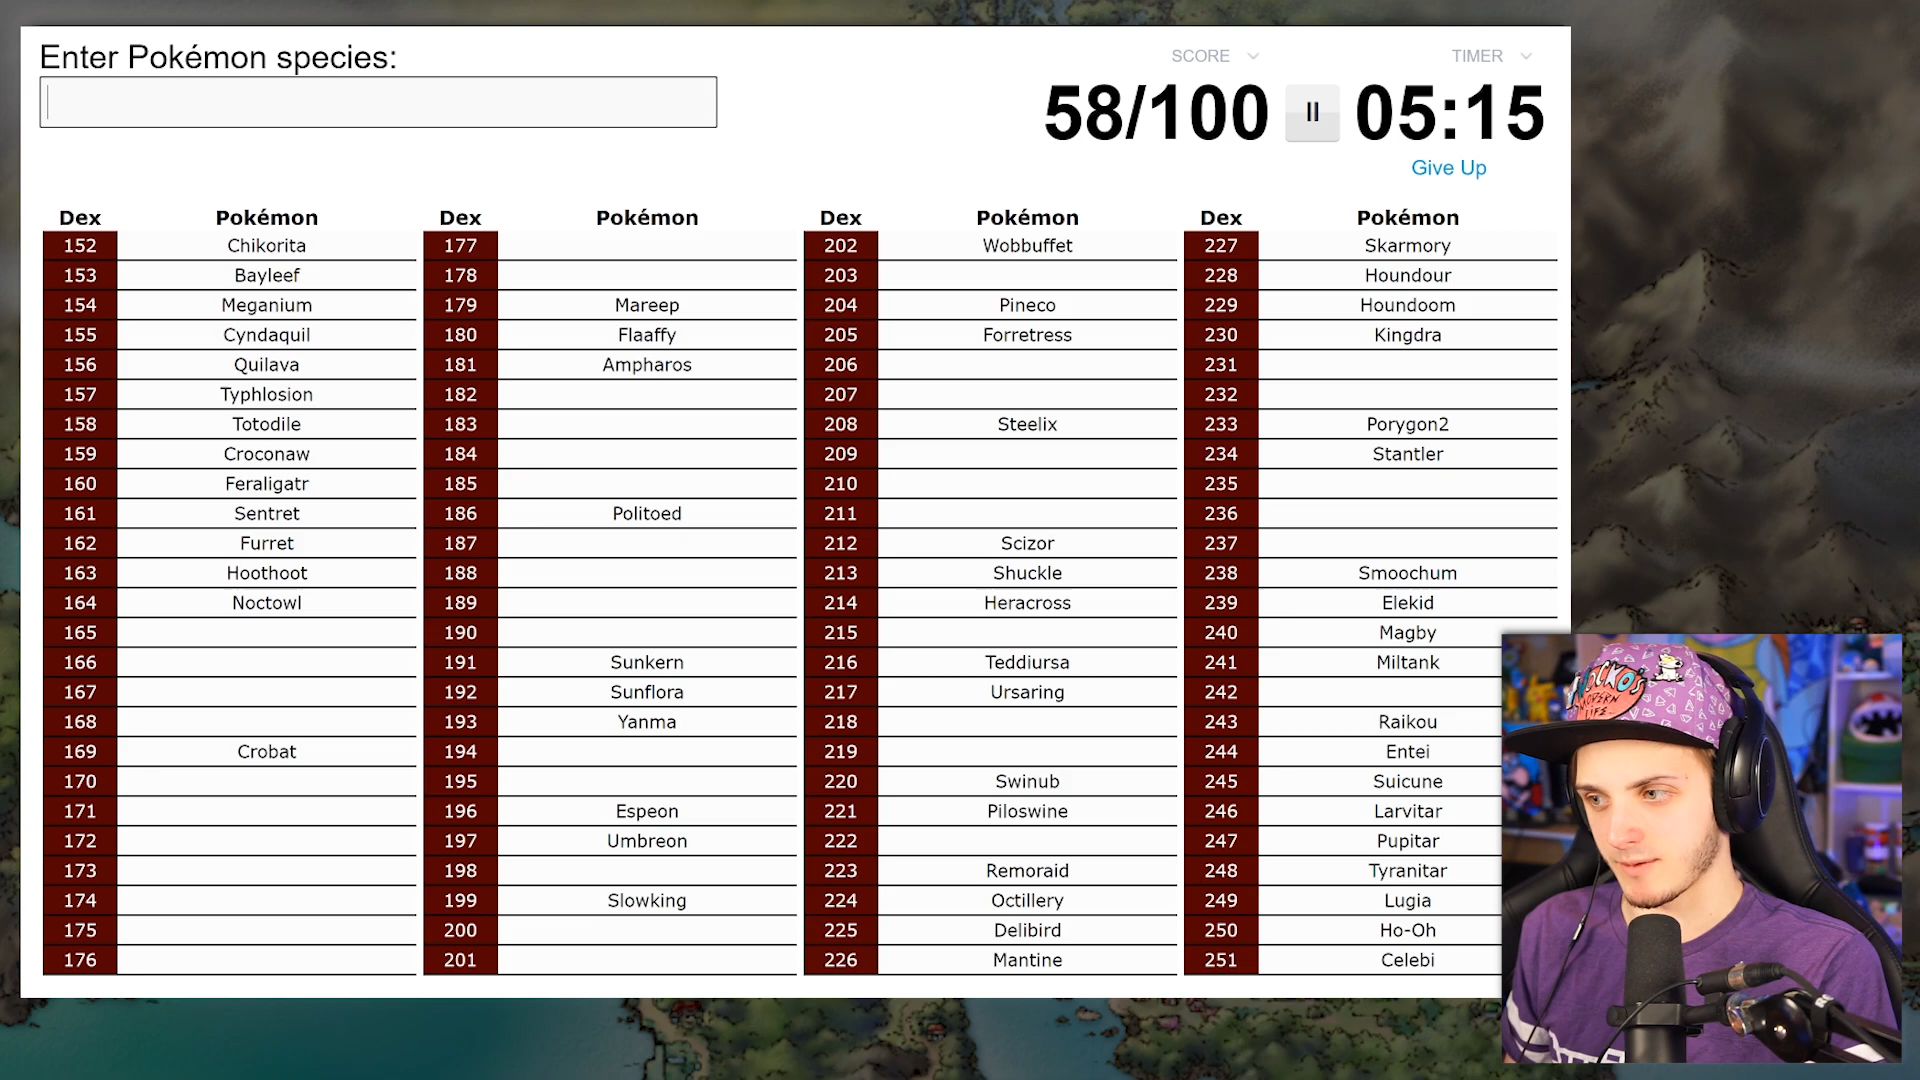 Enter Pokémon species:
SCORE
TIMER
58/100
05:15
Give Up
Dex Pokémon Dex Pokémon Dex Pokémon Dex Pokémon
152 Chikorita 177 202 Wobbuffet 227 Skarmory
153 Bayleef 178 203 228 Houndour
154 Meganium 179 Mareep 204 Pineco 229 Houndoom
155 Cyndaquil 180 Flaaffy 205 Forretress 230 Kingdra
156 Quilava 181 Ampharos 206 231
157 Typhlosion 182 207 232
158 Totodile 183 208 Steelix 233 Porygon2
159 Croconaw 184 209 234 Stantler
160 Feraligatr 185 210 235
161 Sentret 186 Politoed 211 236
162 Furret 187 212 Scizor 237
163 Hoothoot 188 213 Shuckle 238 Smoochum
164 Noctowl 189 214 Heracross 239 Elekid
165 190 215 240 Magby
166 191 Sunkern 216 Teddiursa 241 Miltank
167 192 Sunflora 217 Ursaring 242
168 193 Yanma 218 243 Raikou
169 Crobat 194 219 244 Entei
170 195 220 Swinub 245 Suicune
171 196 Espeon 221 Piloswine 246 Larvitar
172 197 Umbreon 222 247 Pupitar
173 198 223 Remoraid 248 Tyranitar
174 199 Slowking 224 Octillery 249 Lugia
175 200 225 Delibird 250 Ho-Oh
176 201 226 Mantine 251 Celebi
MODERN
LIFE